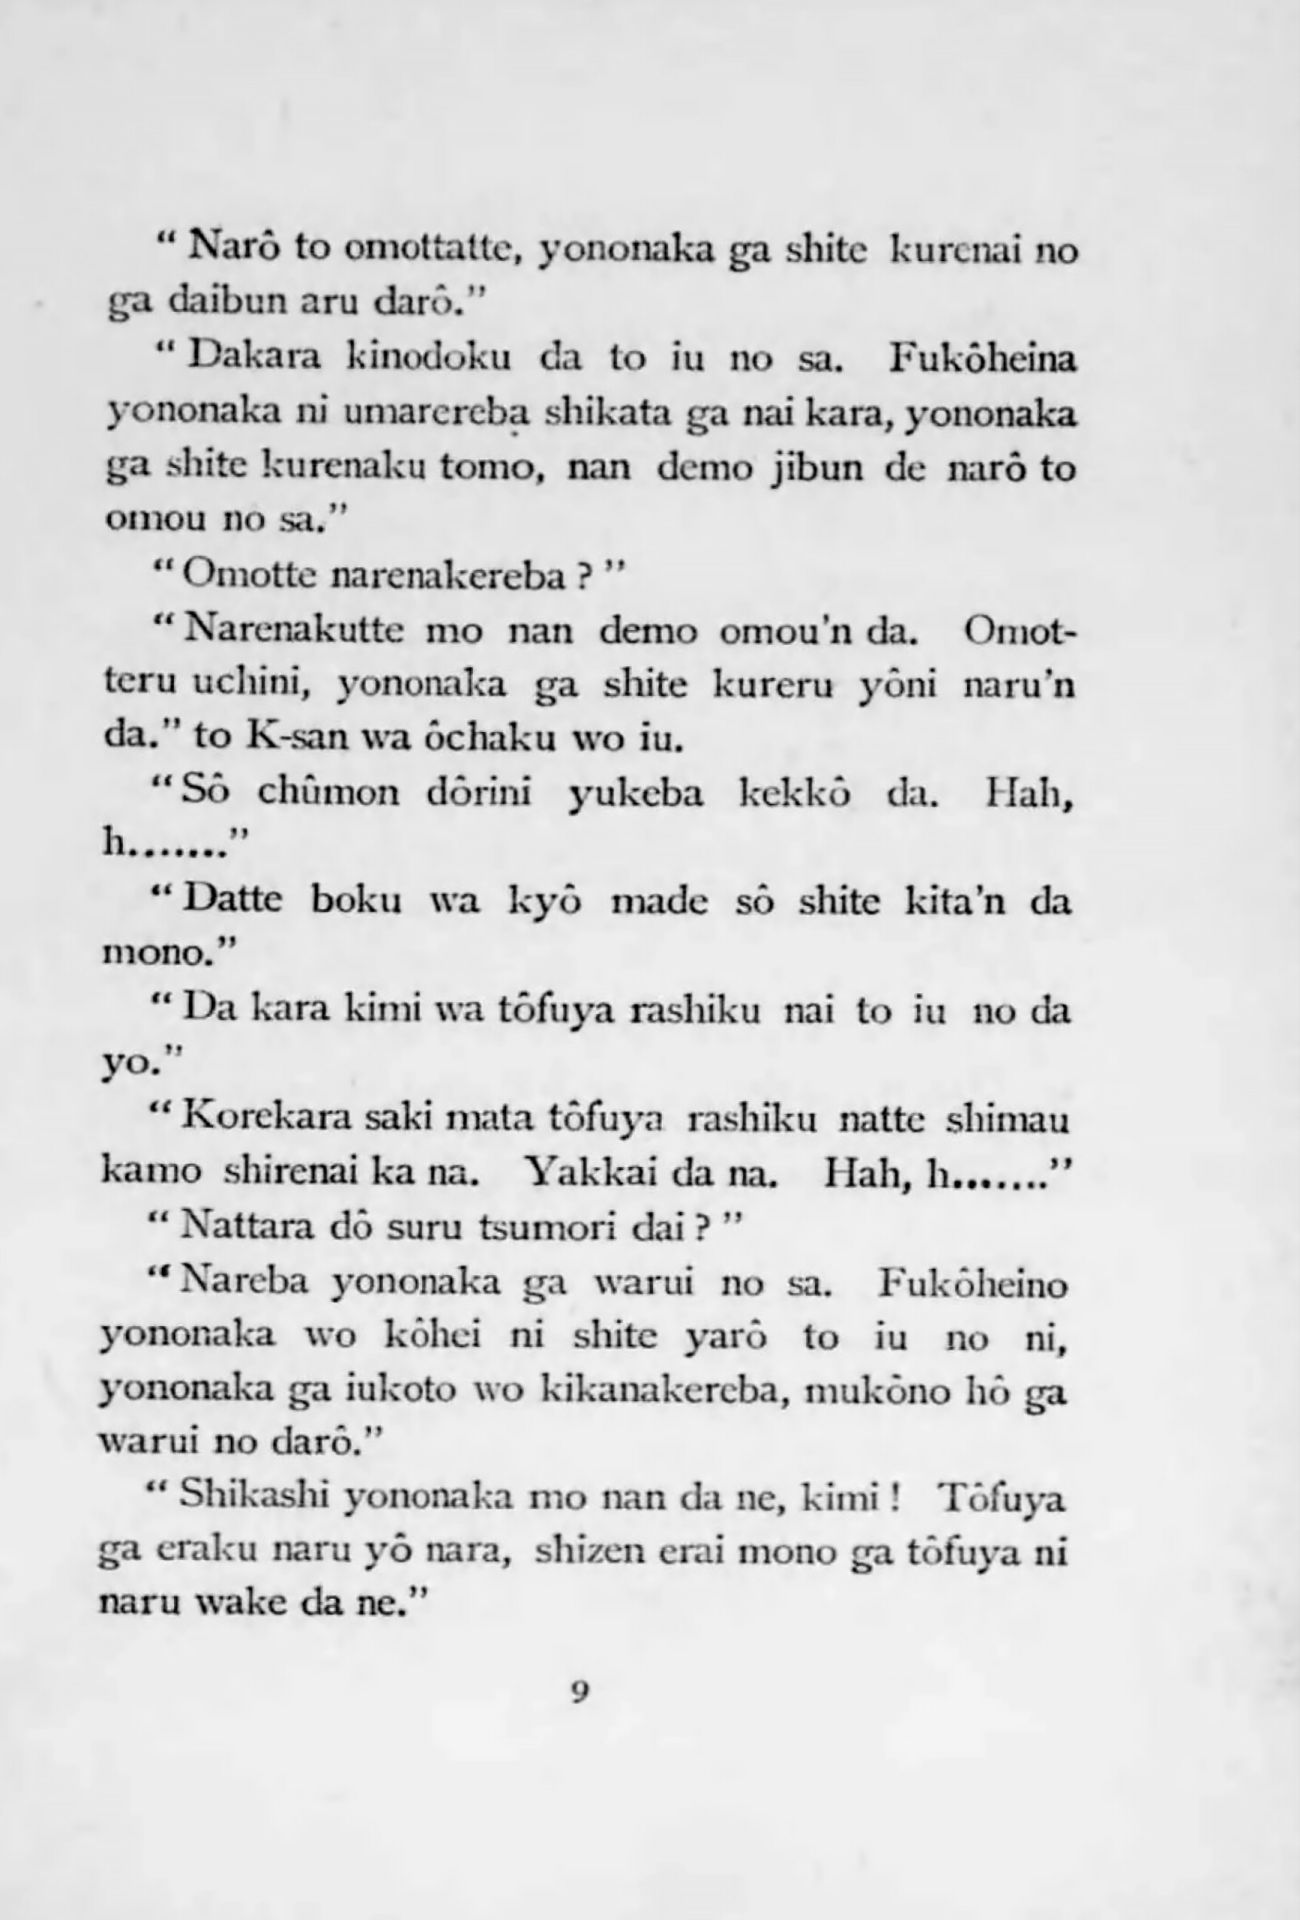 “ Narô to omottatte, yononaka ga shite kurenai no
ga daibun aru darô.”
“ Dakara kinodoku da to iu no sa. Fukôheina
yononaka ni umarereba shikata ga nai kara, yononaka
ga shite kurenaku tomo, nan demo jibun de narô to
omou no sa.”
“ Omotte narenakereba ? ”
“ Narenakutte mo nan demo omou’n da. Omot-
teru uchini, yononaka ga shite kureru yôni naru’n
da.” to K-san wa ôchaku wo iu.
“ Sô chûmon dôrini yukeba kekkô da. Hah,
h.......”
“ Datte boku wa kyô made sô shite kita’n da
mono.”
“ Da kara kimi wa tôfuya rashiku nai to iu no da
yo.”
“ Korekara saki mata tôfuya rashiku natte shimau
kamo shirenai ka na. Yakkai da na. Hah, h.......”
“ Nattara dô suru tsumori dai ? ”
“ Nareba yononaka ga warui no sa. Fukôheino
yononaka wo kôhei ni shite yarô to iu no ni,
yononaka ga iukoto wo kikanakereba, mukôno hô ga
warui no darô.”
“ Shikashi yononaka mo nan da ne, kimi ! Tôfuya
ga eraku naru yô nara, shizen erai mono ga tôfuya ni
naru wake da ne.”
9